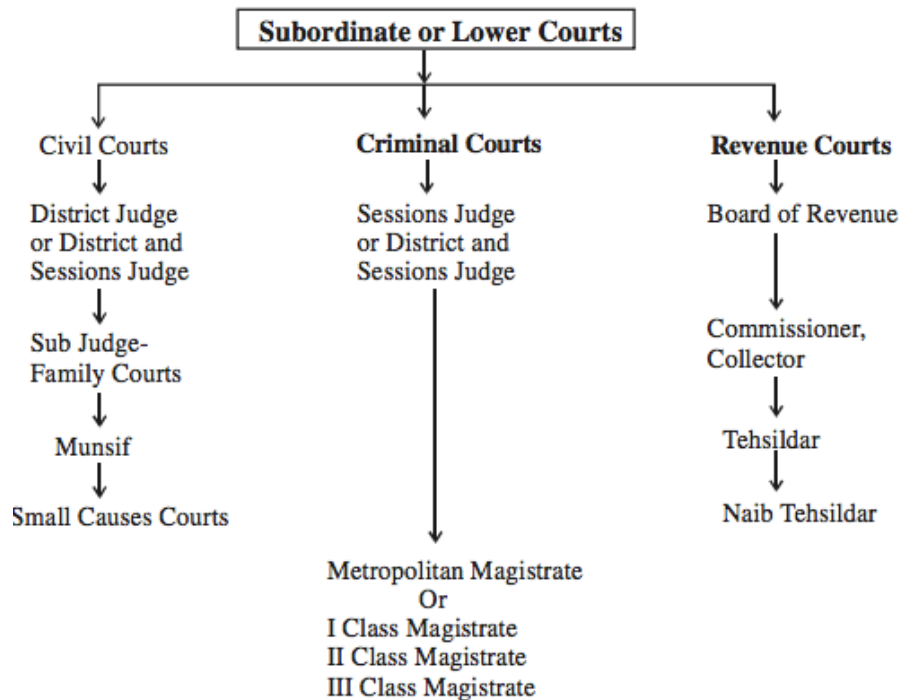 Subordinate or Lower Courts
Civil Courts
Criminal Courts
Revenue Courts
District Judge
or District and
Sessions Judge
Sessions Judge
or District and
Sessions Judge
Board of Revenue
Sub Judge-
Family Courts
Commissioner,
Collector
Munsif
Tehsildar
Small Causes Courts
Naib Tehsildar
Metropolitan Magistrate
Or
I Class Magistrate
II Class Magistrate
III Class Magistrate